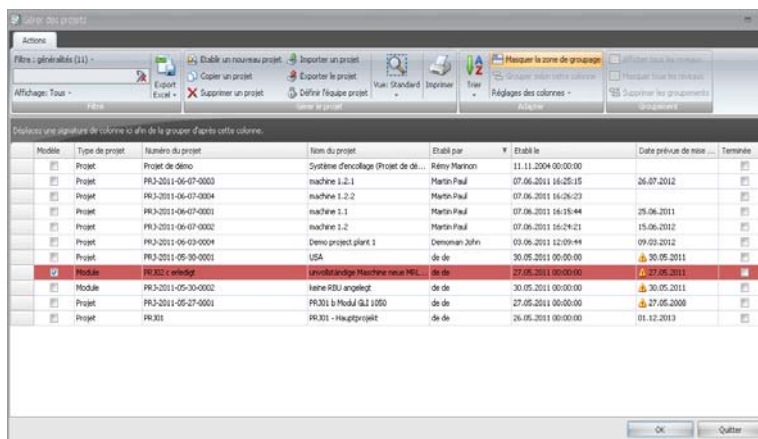 Gérer des projets
Actions
Filtre : généralités (11)
Affichage: Tous
Filtre
Export Excel
Etablir un nouveau projet
Copier un projet
Supprimer un projet
Importer un projet
Exporter le projet
Définir l'équipe projet
Gérer le projet
Vue: Standard
Imprimer
Trier
Masquer la zone de groupage
Grouper selon cette colonne
Réglages des colonnes
Adapter
Afficher tous les niveaux
Masquer tous les niveaux
Supprimer les groupements
Groupement
Déplacez une signature de colonne ici afin de la grouper d'après cette colonne.
Modèle Type de projet Numéro du projet Nom du projet Etabli par Etabli le Date prévue de mise ... Terminée
Projet Projet de démo Système d'encollage (Projet de dé... Rémy Marinon 11.11.2004 00:00:00
Projet PRJ-2011-06-07-0003 machine 1.2.1 Martin Paul 07.06.2011 16:25:15 26.07.2012
Projet PRJ-2011-06-07-0004 machine 1.2.2 Martin Paul 07.06.2011 16:26:23
Projet PRJ-2011-06-07-0001 machine 1.1 Martin Paul 07.06.2011 16:15:44 25.06.2011
Projet PRJ-2011-06-07-0002 machine 1.2 Martin Paul 07.06.2011 16:24:21 15.06.2012
Projet PRJ-2011-06-03-0004 Demo project plant 1 Demoman John 03.06.2011 12:09:44 09.03.2012
Projet PRJ-2011-05-30-0001 USA de de 30.05.2011 00:00:00 30.05.2011
Module PRJ02 c erledigt unvollständige Maschine neue MRL... de de 27.05.2011 00:00:00 27.05.2011
Module PRJ-2011-05-30-0002 keine RBU angelegt de de 30.05.2011 00:00:00 30.05.2011
Projet PRJ-2011-05-27-0001 PRJ01 b Modul GLI 1050 de de 27.05.2011 00:00:00 27.05.2008
Projet PRJ01 PRJ01 - Hauptprojekt de de 26.05.2011 00:00:00 01.12.2013
OK Quitter